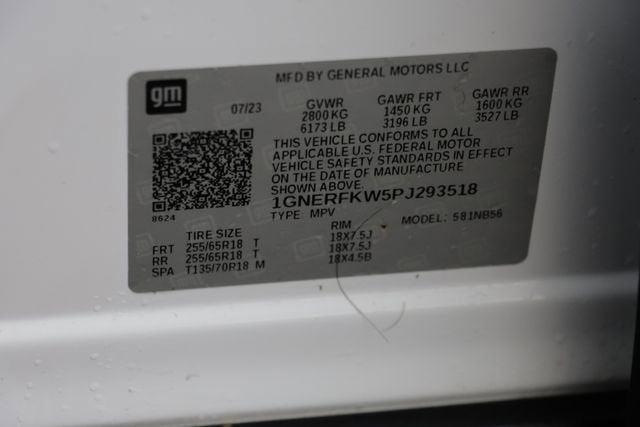 MFD BY GENERAL MOTORS LLC
gm
07/23 GVWR GAWR FRT GAWR RR
2800 KG 1450 KG 1600 KG
6173 LB 3196 LB 3527 LB
THIS VEHICLE CONFORMS TO ALL
APPLICABLE U.S. FEDERAL MOTOR
VEHICLE SAFETY STANDARDS IN EFFECT
ON THE DATE OF MANUFACTURE
SHOWN ABOVE.
8624
1GNERFKW5PJ293518
TYPE: MPV MODEL: 581NB56
TIRE SIZE RIM
FRT 255/65R18 T 18X7.5J
RR 255/65R18 T 18X7.5J
SPA T135/70R18 M 18X4.5B